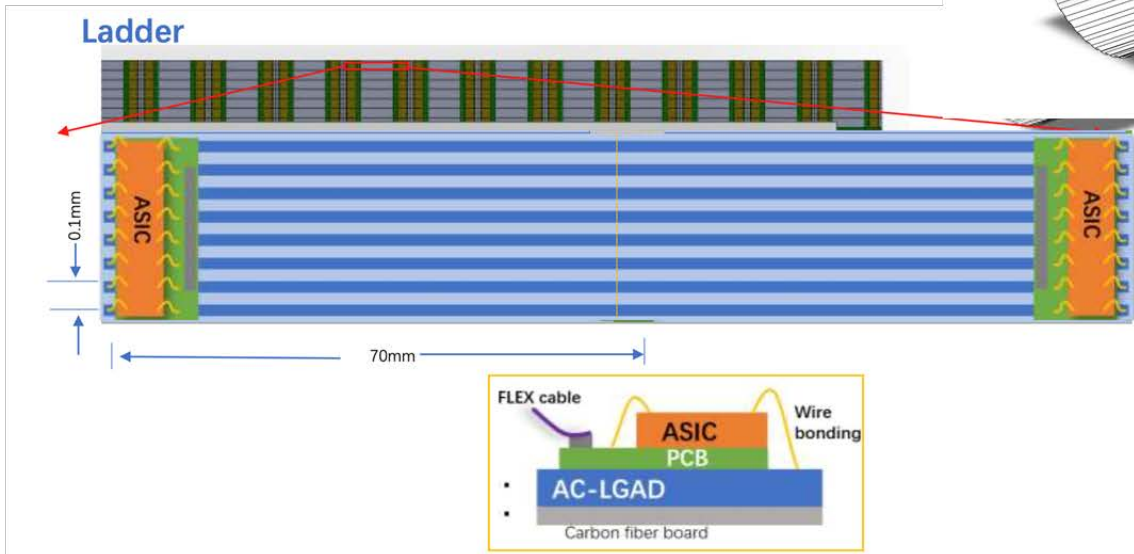 Ladder
ASIC
ASIC
0.1mm
70mm
FLEX cable
Wire
bonding
ASIC
PCB
AC-LGAD
Carbon fiber board